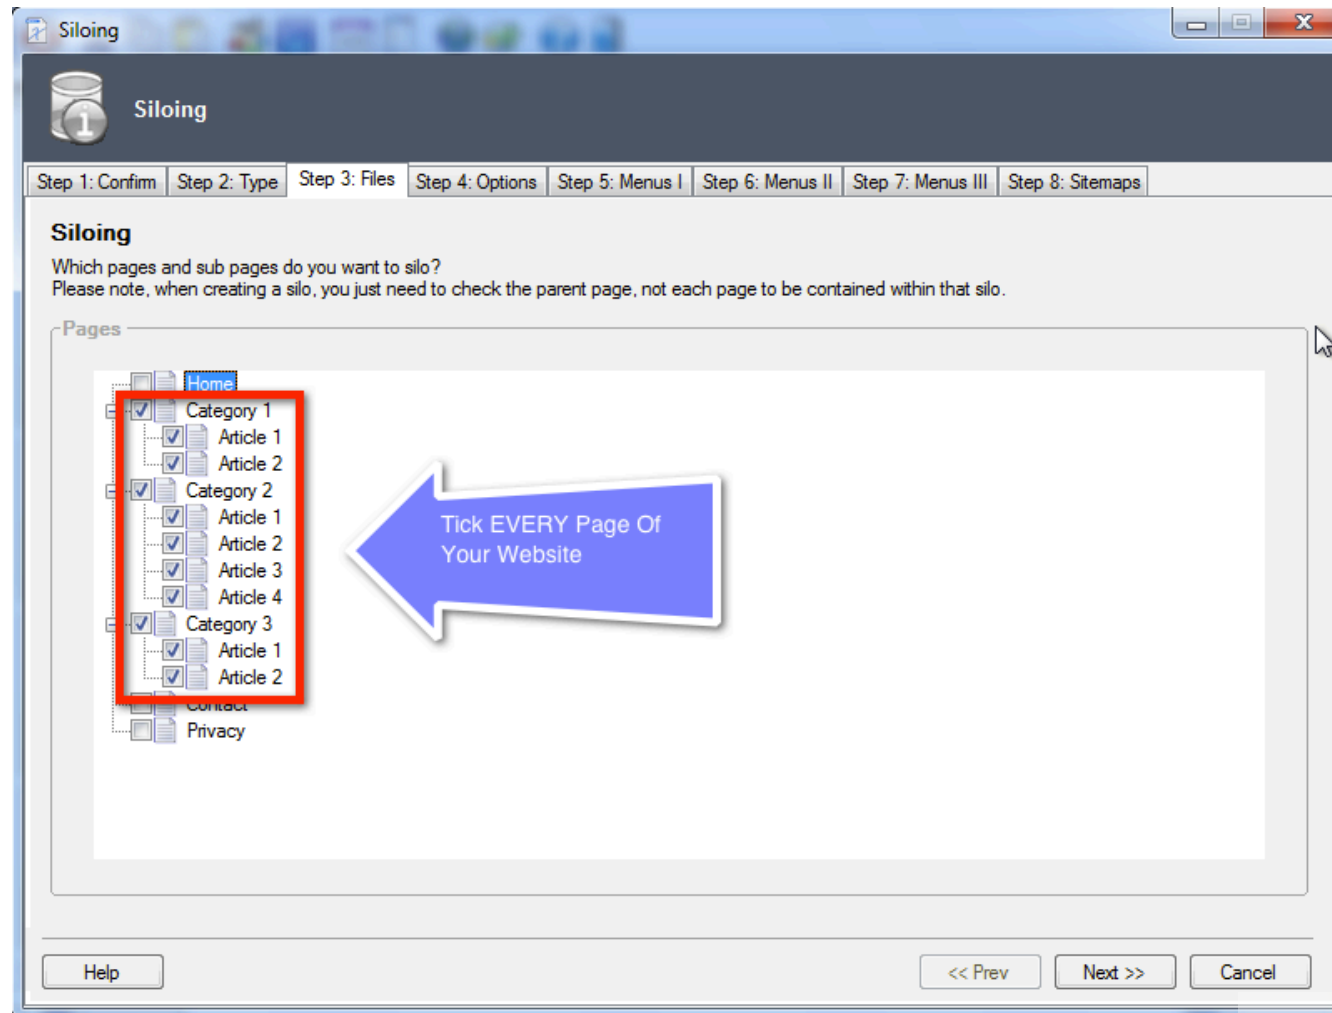 Siloing
Siloing
Step 1: Confirm
Step 2: Type
Step 3: Files
Step 4: Options
Step 5: Menus I
Step 6: Menus II
Step 7: Menus III
Step 8: Sitemaps
Siloing
Which pages and sub pages do you want to silo?
Please note, when creating a silo, you just need to check the parent page, not each page to be contained within that silo.
Pages
Home
Category 1
Article 1
Article 2
Category 2
Article 1
Article 2
Article 3
Article 4
Category 3
Article 1
Article 2
Contact
Privacy
Tick EVERY Page Of
Your Website
Help
<< Prev
Next >>
Cancel